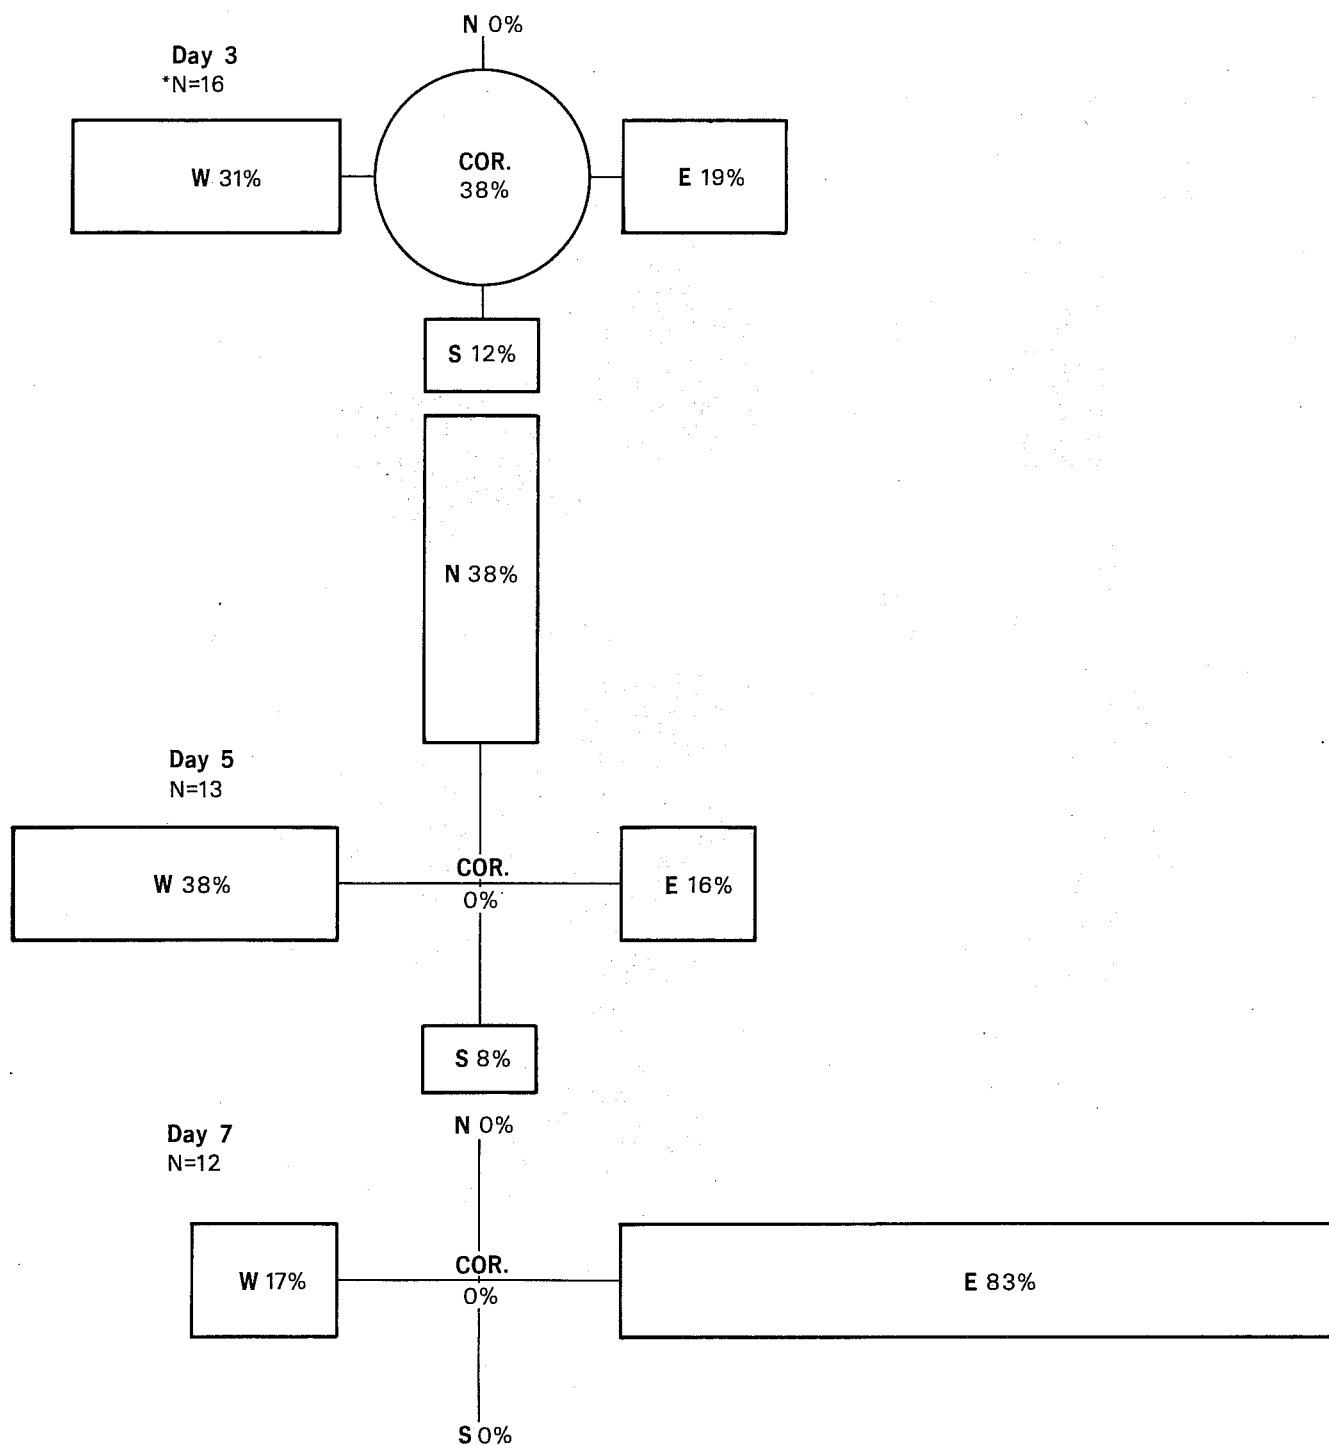 N 0%
Day 3
*N=16
W 31%
COR.
38%
E 19%
S 12%
N 38%
Day 5
N=13
W 38%
COR.
0%
E 16%
S 8%
N 0%
Day 7
N=12
W 17%
COR.
0%
E 83%
S 0%